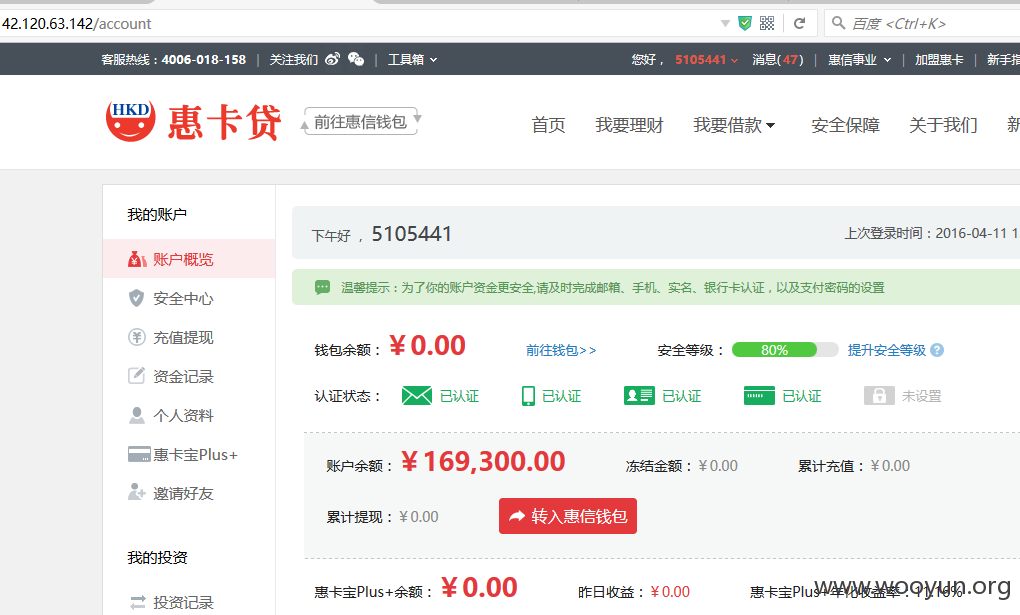 42.120.63.142/account
百度 <Ctrl+K>
客服热线：4006-018-158 | 关注我们 | 工具箱
您好， 5105441 消息(47) | 惠信业务 | 加盟惠卡 | 新手指
HKD 惠卡贷 前往惠信钱包
首页 我要理财 我要借款 安全保障 关于我们 新
我的账户
账户概览
安全中心
充值提现
资金记录
个人资料
惠卡宝Plus+
邀请好友
我的投资
投资记录
下午好 ， 5105441 上次登录时间：2016-04-11 1
温馨提示：为了你的账户资金更安全,请及时完成邮箱、手机、实名、银行卡认证，以及支付密码的设置
钱包余额： ¥0.00 前往钱包>> 安全等级： 80% 提升安全等级 ?
认证状态： 已认证 已认证 已认证 已认证 未设置
账户余额： ¥169,300.00 冻结金额：¥0.00 累计充值：¥0.00
累计提现：¥0.00 转入惠信钱包
惠卡宝Plus+余额： ¥0.00 昨日收益：¥0.00 惠卡宝Plus+年化收益率：11.16%
www.wooyun.org